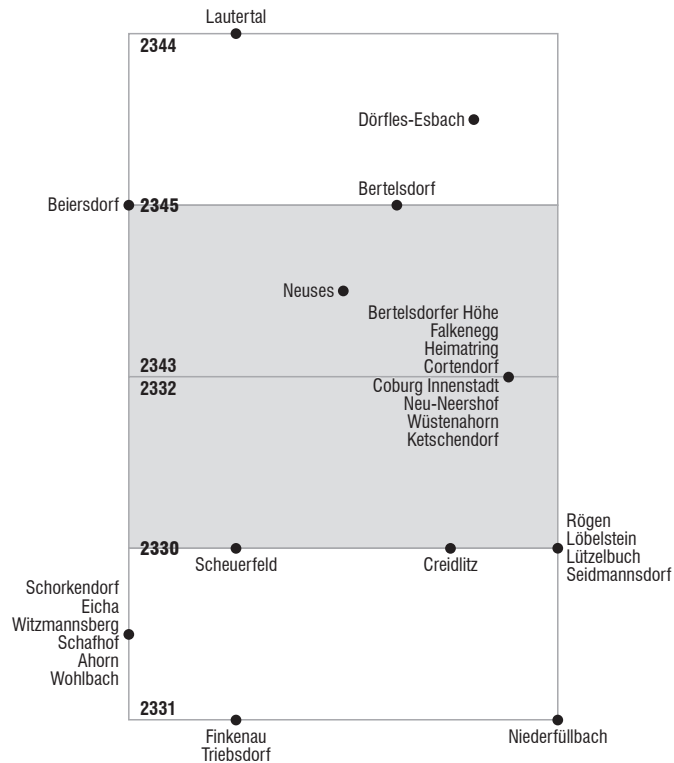 Lautertal
2344
Dörfles-Esbach
Bertelsdorf
Beiersdorf
2345
Neuses
Bertelsdorfer Höhe
Falkenegg
Heimatring
Cortendorf
2343
2332
Coburg Innenstadt
Neu-Neershof
Wüstenahorn
Ketschendorf
2330
Scheuerfeld
Creidlitz
Rögen
Löbelstein
Lützelbuch
Seidmannsdorf
Schorkendorf
Eicha
Witzmannsberg
Schafhof
Ahorn
Wohlbach
2331
Finkenau
Triebsdorf
Niederfüllbach